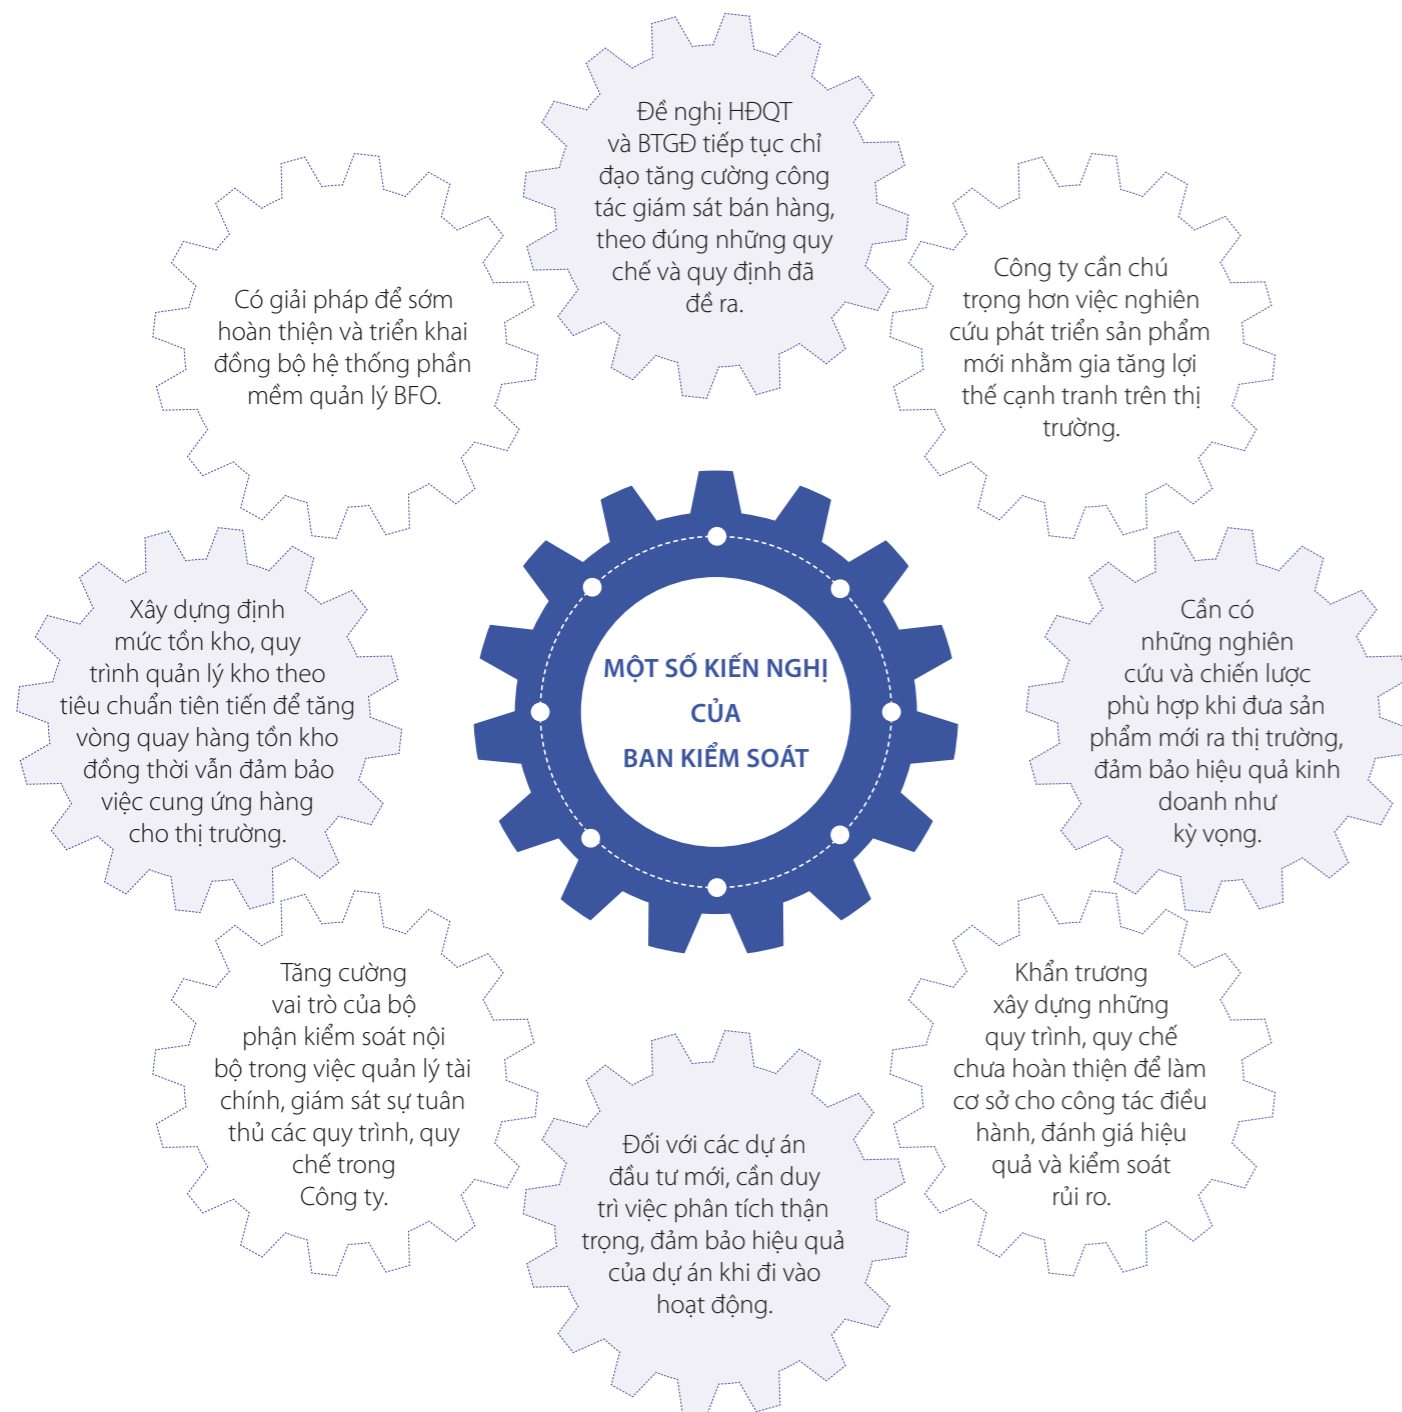 Đề nghị HĐQT
và BTGĐ tiếp tục chỉ
đạo tăng cường công
tác giám sát bán hàng,
theo đúng những quy
chế và quy định đã
đề ra.
Công ty cần chú
trọng hơn việc nghiên
cứu phát triển sản phẩm
mới nhằm gia tăng lợi
thế cạnh tranh trên thị
trường.
Cần có
những nghiên
cứu và chiến lược
phù hợp khi đưa sản
phẩm mới ra thị trường,
đảm bảo hiệu quả kinh
doanh như
kỳ vọng.
Khẩn trương
xây dựng những
quy trình, quy chế
chưa hoàn thiện để làm
cơ sở cho công tác điều
hành, đánh giá hiệu
quả và kiểm soát
rủi ro.
Đối với các dự án
đầu tư mới, cần duy
trì việc phân tích thận
trọng, đảm bảo hiệu quả
của dự án khi đi vào
hoạt động.
Tăng cường
vai trò của bộ
phận kiểm soát nội
bộ trong việc quản lý tài
chính, giám sát sự tuân
thủ các quy trình, quy
chế trong
Công ty.
Xây dựng định
mức tồn kho, quy
trình quản lý kho theo
tiêu chuẩn tiên tiến để tăng
vòng quay hàng tồn kho
đồng thời vẫn đảm bảo
việc cung ứng hàng
cho thị trường.
Có giải pháp để sớm
hoàn thiện và triển khai
đồng bộ hệ thống phần
mềm quản lý BFO.
MỘT SỐ KIẾN NGHỊ
CỦA
BAN KIỂM SOÁT